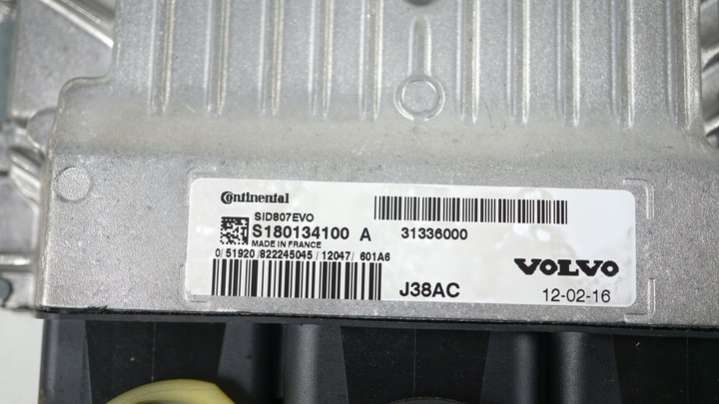 Continental
SID807EVO
S180134100 A
MADE IN FRANCE
0/51920/822245045/12047/601A6
31336000
J38AC
VOLVO
12-02-16